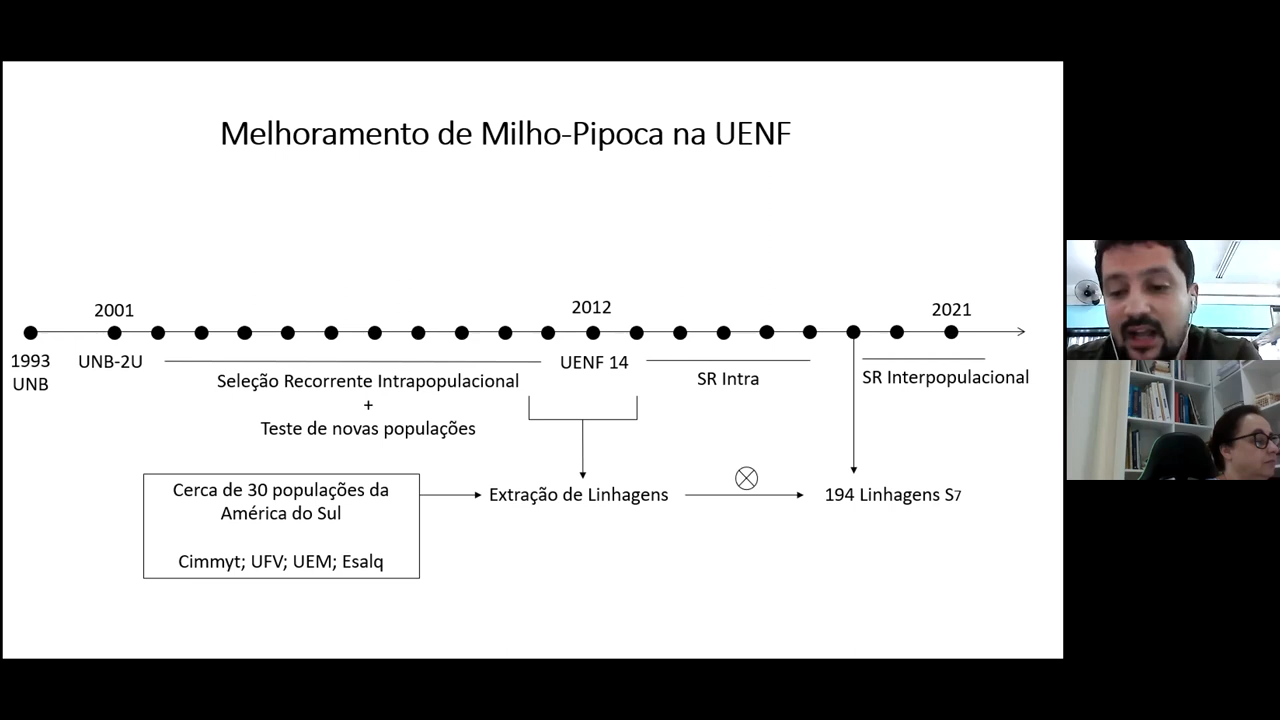 Melhoramento de Milho-Pipoca na UENF
2001
2012
2021
1993
UNB
UNB-2U
UENF 14
Seleção Recorrente Intrapopulacional
+
Teste de novas populações
SR Intra
SR Interpopulacional
Cerca de 30 populações da
América do Sul
Cimmyt; UFV; UEM; Esalq
Extração de Linhagens
194 Linhagens S7